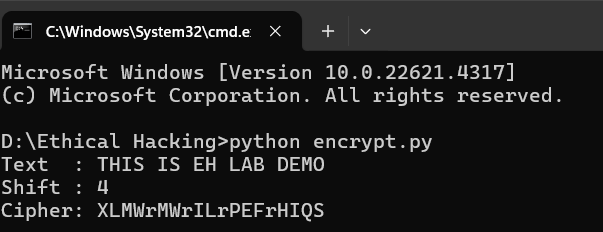 C:\Windows\System32\cmd.e
Microsoft Windows [Version 10.0.22621.4317]
(c) Microsoft Corporation. All rights reserved.
D:\Ethical Hacking>python encrypt.py
Text  : THIS IS EH LAB DEMO
Shift : 4
Cipher: XLMWrMWrILrPEFrHIQS